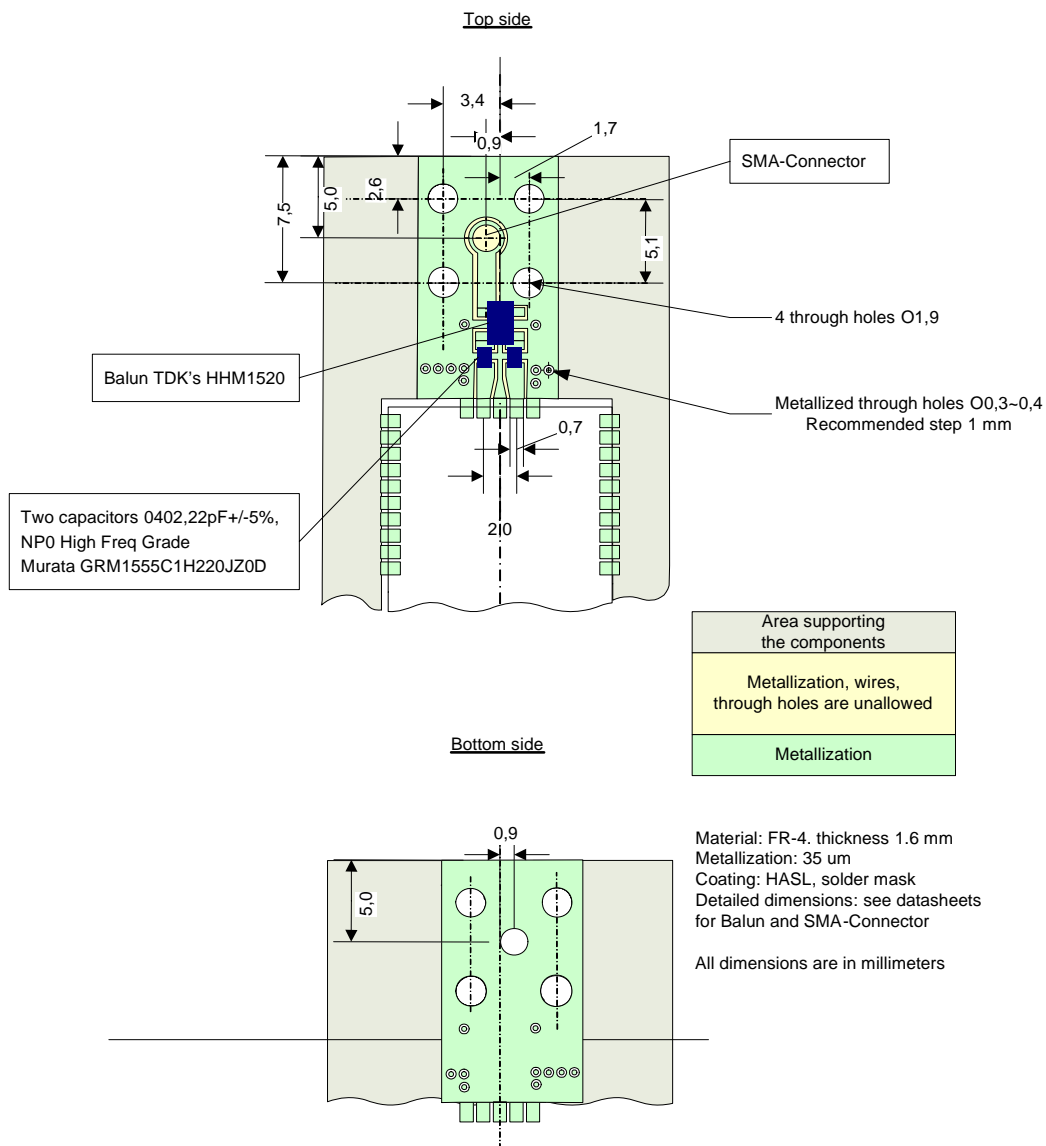 Top side
3,4
0,9
1,7
SMA-Connector
7,5
5,0
2,6
5,1
4 through holes O1,9
Balun TDK's HHM1520
Metallized through holes O0,3~0,4
Recommended step 1 mm
0,7
Two capacitors 0402,22pF+/-5%,
NP0 High Freq Grade
Murata GRM1555C1H220JZ0D
2,0
Area supporting
the components
Metallization, wires,
through holes are unallowed
Metallization
Bottom side
0,9
5,0
Material: FR-4. thickness 1.6 mm
Metallization: 35 um
Coating: HASL, solder mask
Detailed dimensions: see datasheets
for Balun and SMA-Connector
All dimensions are in millimeters